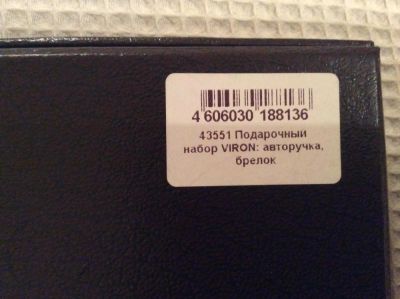 4 606030 188136
43551 Подарочный
набор VIRON: авторучка,
брелок